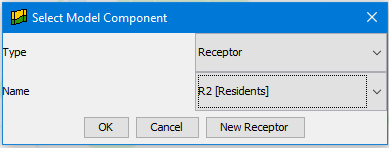 Select Model Component
Type Receptor
Name R2 [Residents]
OK Cancel New Receptor